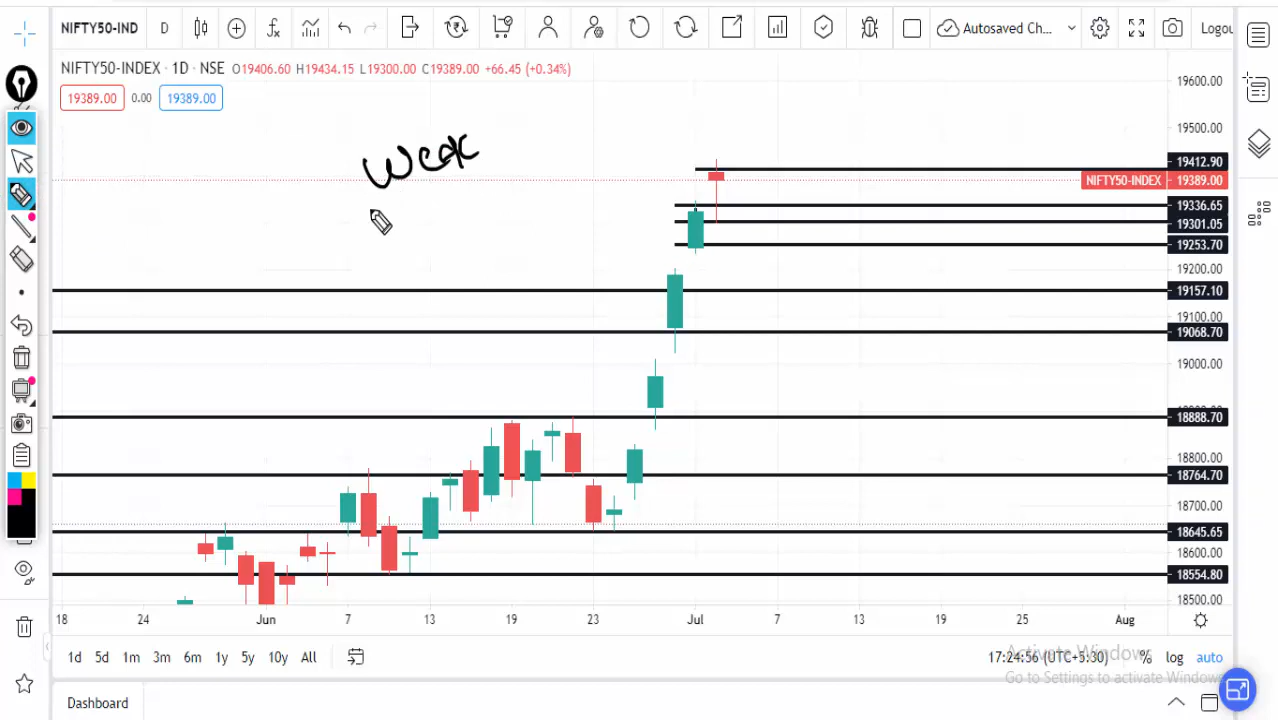 NIFTY50-IND D Autosaved Ch... Logou
NIFTY50-INDEX · 1D · NSE O19406.60 H19434.15 L19300.00 C19389.00 +66.45 (+0.34%)
19389.00 0.00 19389.00
Weak
19600.00
19500.00
19412.90
NIFTY50-INDEX 19389.00
19336.65
19301.05
19253.70
19200.00
19157.10
19100.00
19068.70
19000.00
18888.70
18800.00
18764.70
18700.00
18645.65
18600.00
18554.80
18500.00
18 24 Jun 7 13 19 23 Jul 7 13 19 25 Aug
1d 5d 1m 3m 6m 1y 5y 10y All 17:24:56 (UTC+5:30) % log auto
Activate Windows
Go to Settings to activate Windows
Dashboard